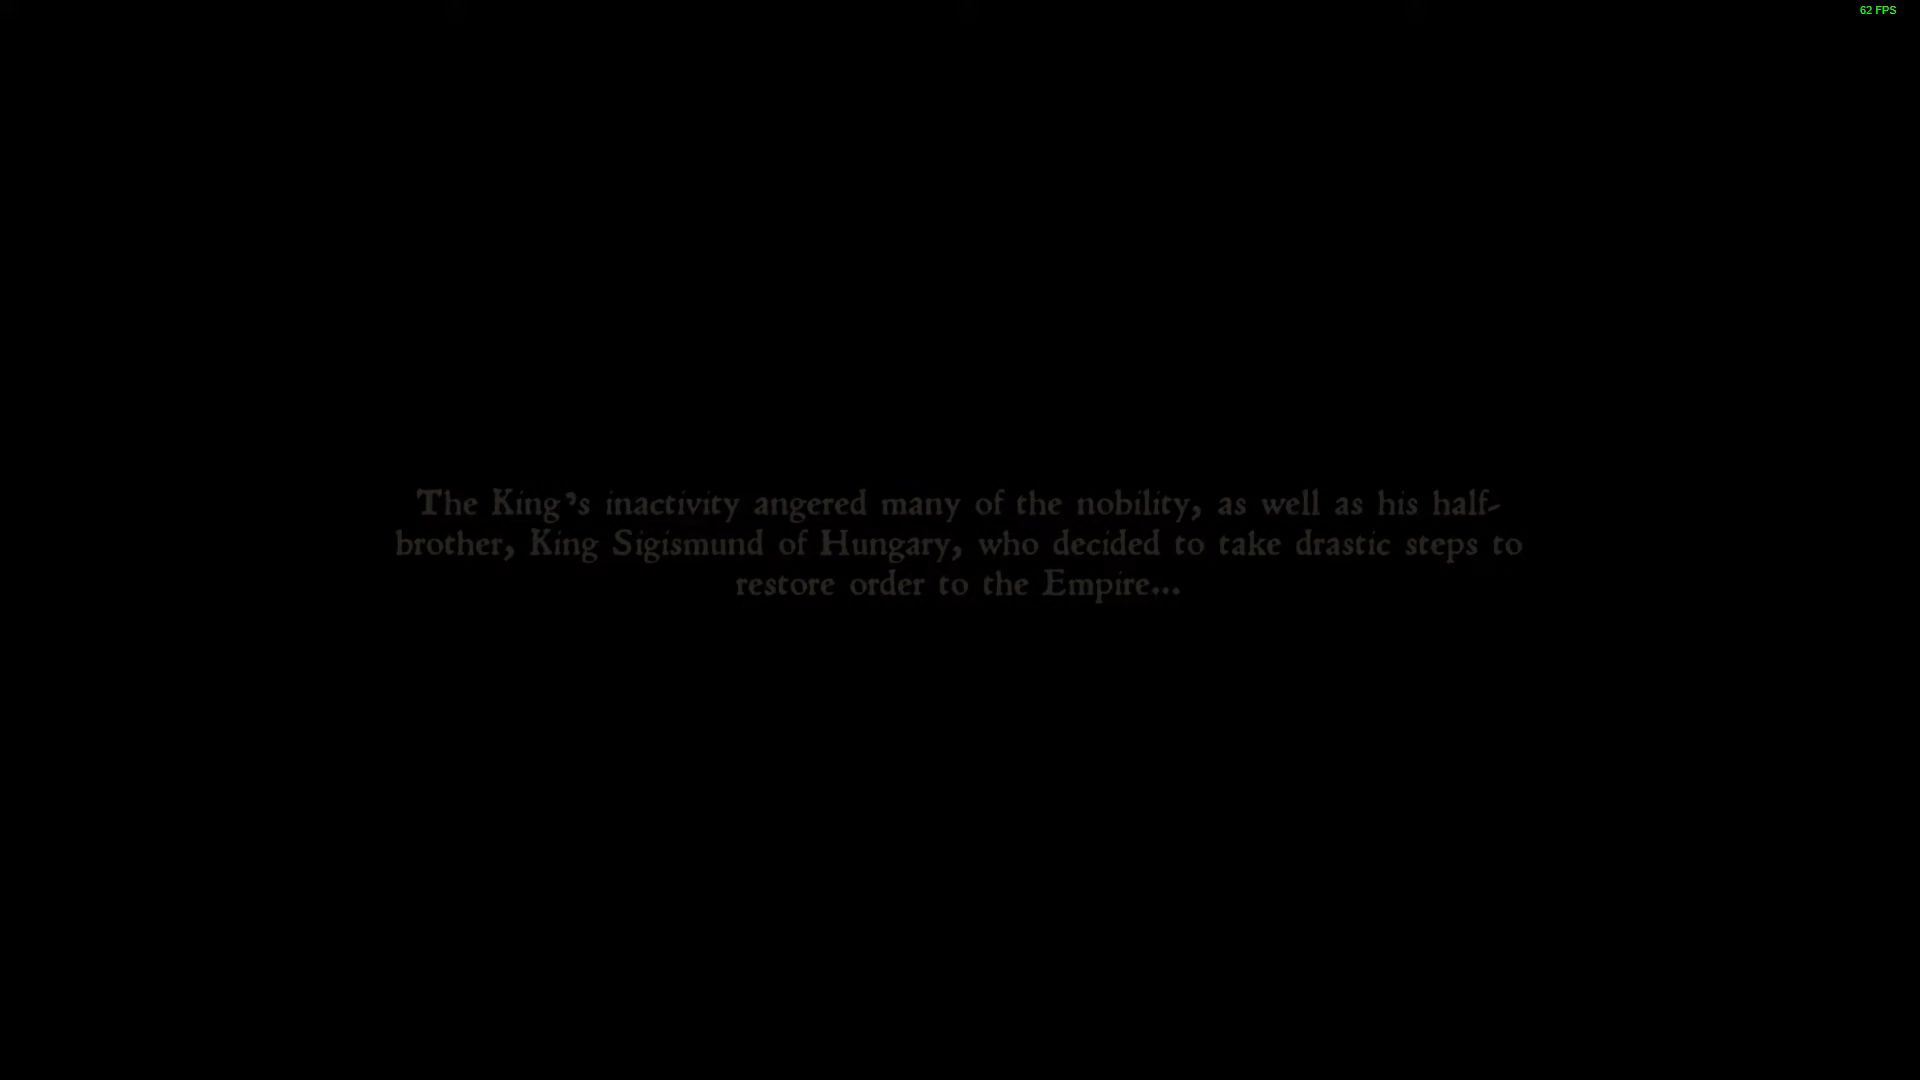 62 FPS
The King's inactivity angered many of the nobility, as well as his half-
brother, King Sigismund of Hungary, who decided to take drastic steps to
restore order to the Empire...